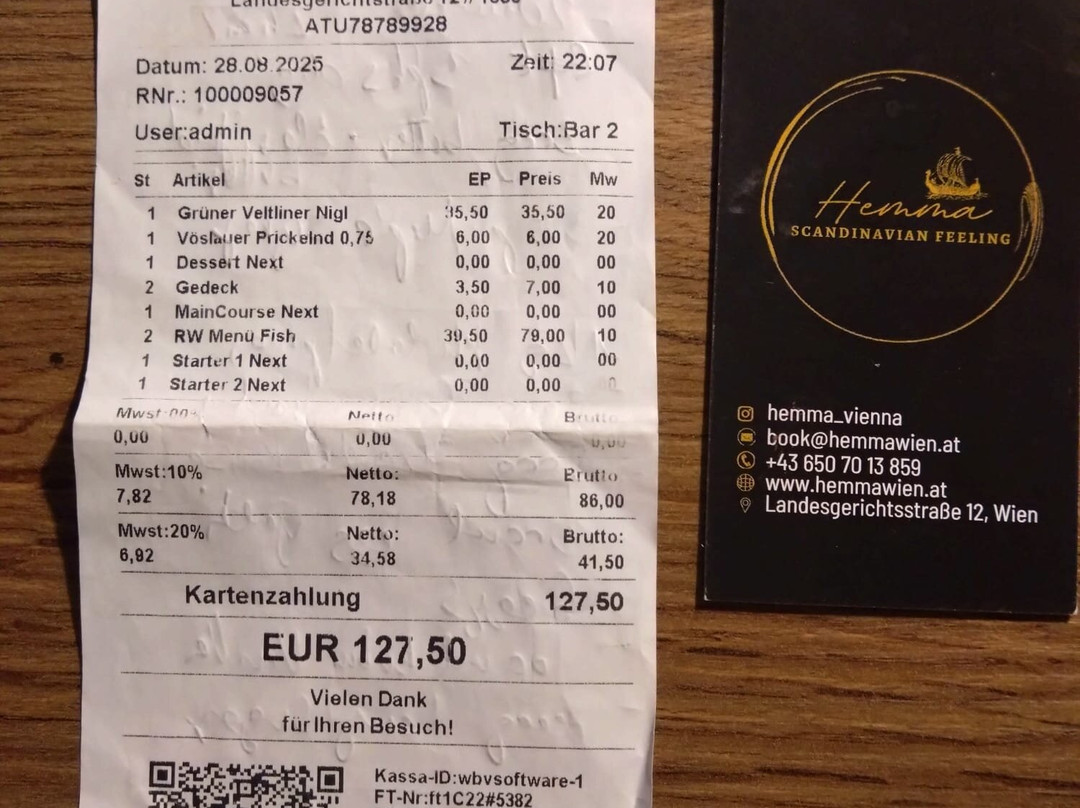 ATU78789928
Datum: 28.08.2025 Zeit: 22:07
RNr.: 100009057
User:admin Tisch:Bar 2
St Artikel EP Preis Mw
1 Grüner Veltliner Nigl 35,50 35,50 20
1 Vöslauer Prickelnd 0,75 6,00 6,00 20
1 Dessert Next 0,00 0,00 00
2 Gedeck 3,50 7,00 10
1 MainCourse Next 0,00 0,00 00
2 RW Menü Fish 39,50 79,00 10
1 Starter 1 Next 0,00 0,00 00
1 Starter 2 Next 0,00 0,00
Netto
0,00 0,00 0,00
Mwst:10% Netto: Brutto
7,82 78,18 86,00
Mwst:20% Netto: Brutto:
6,92 34,58 41,50
Kartenzahlung 127,50
EUR 127,50
Vielen Dank
für Ihren Besuch!
Kassa-ID:wbvsoftware-1
FT-Nr:ft1C22#5382
Hemma
SCANDINAVIAN FEELING
hemma_vienna
book@hemmawien.at
+43 650 70 13 859
www.hemmawien.at
Landesgerichtsstraße 12, Wien